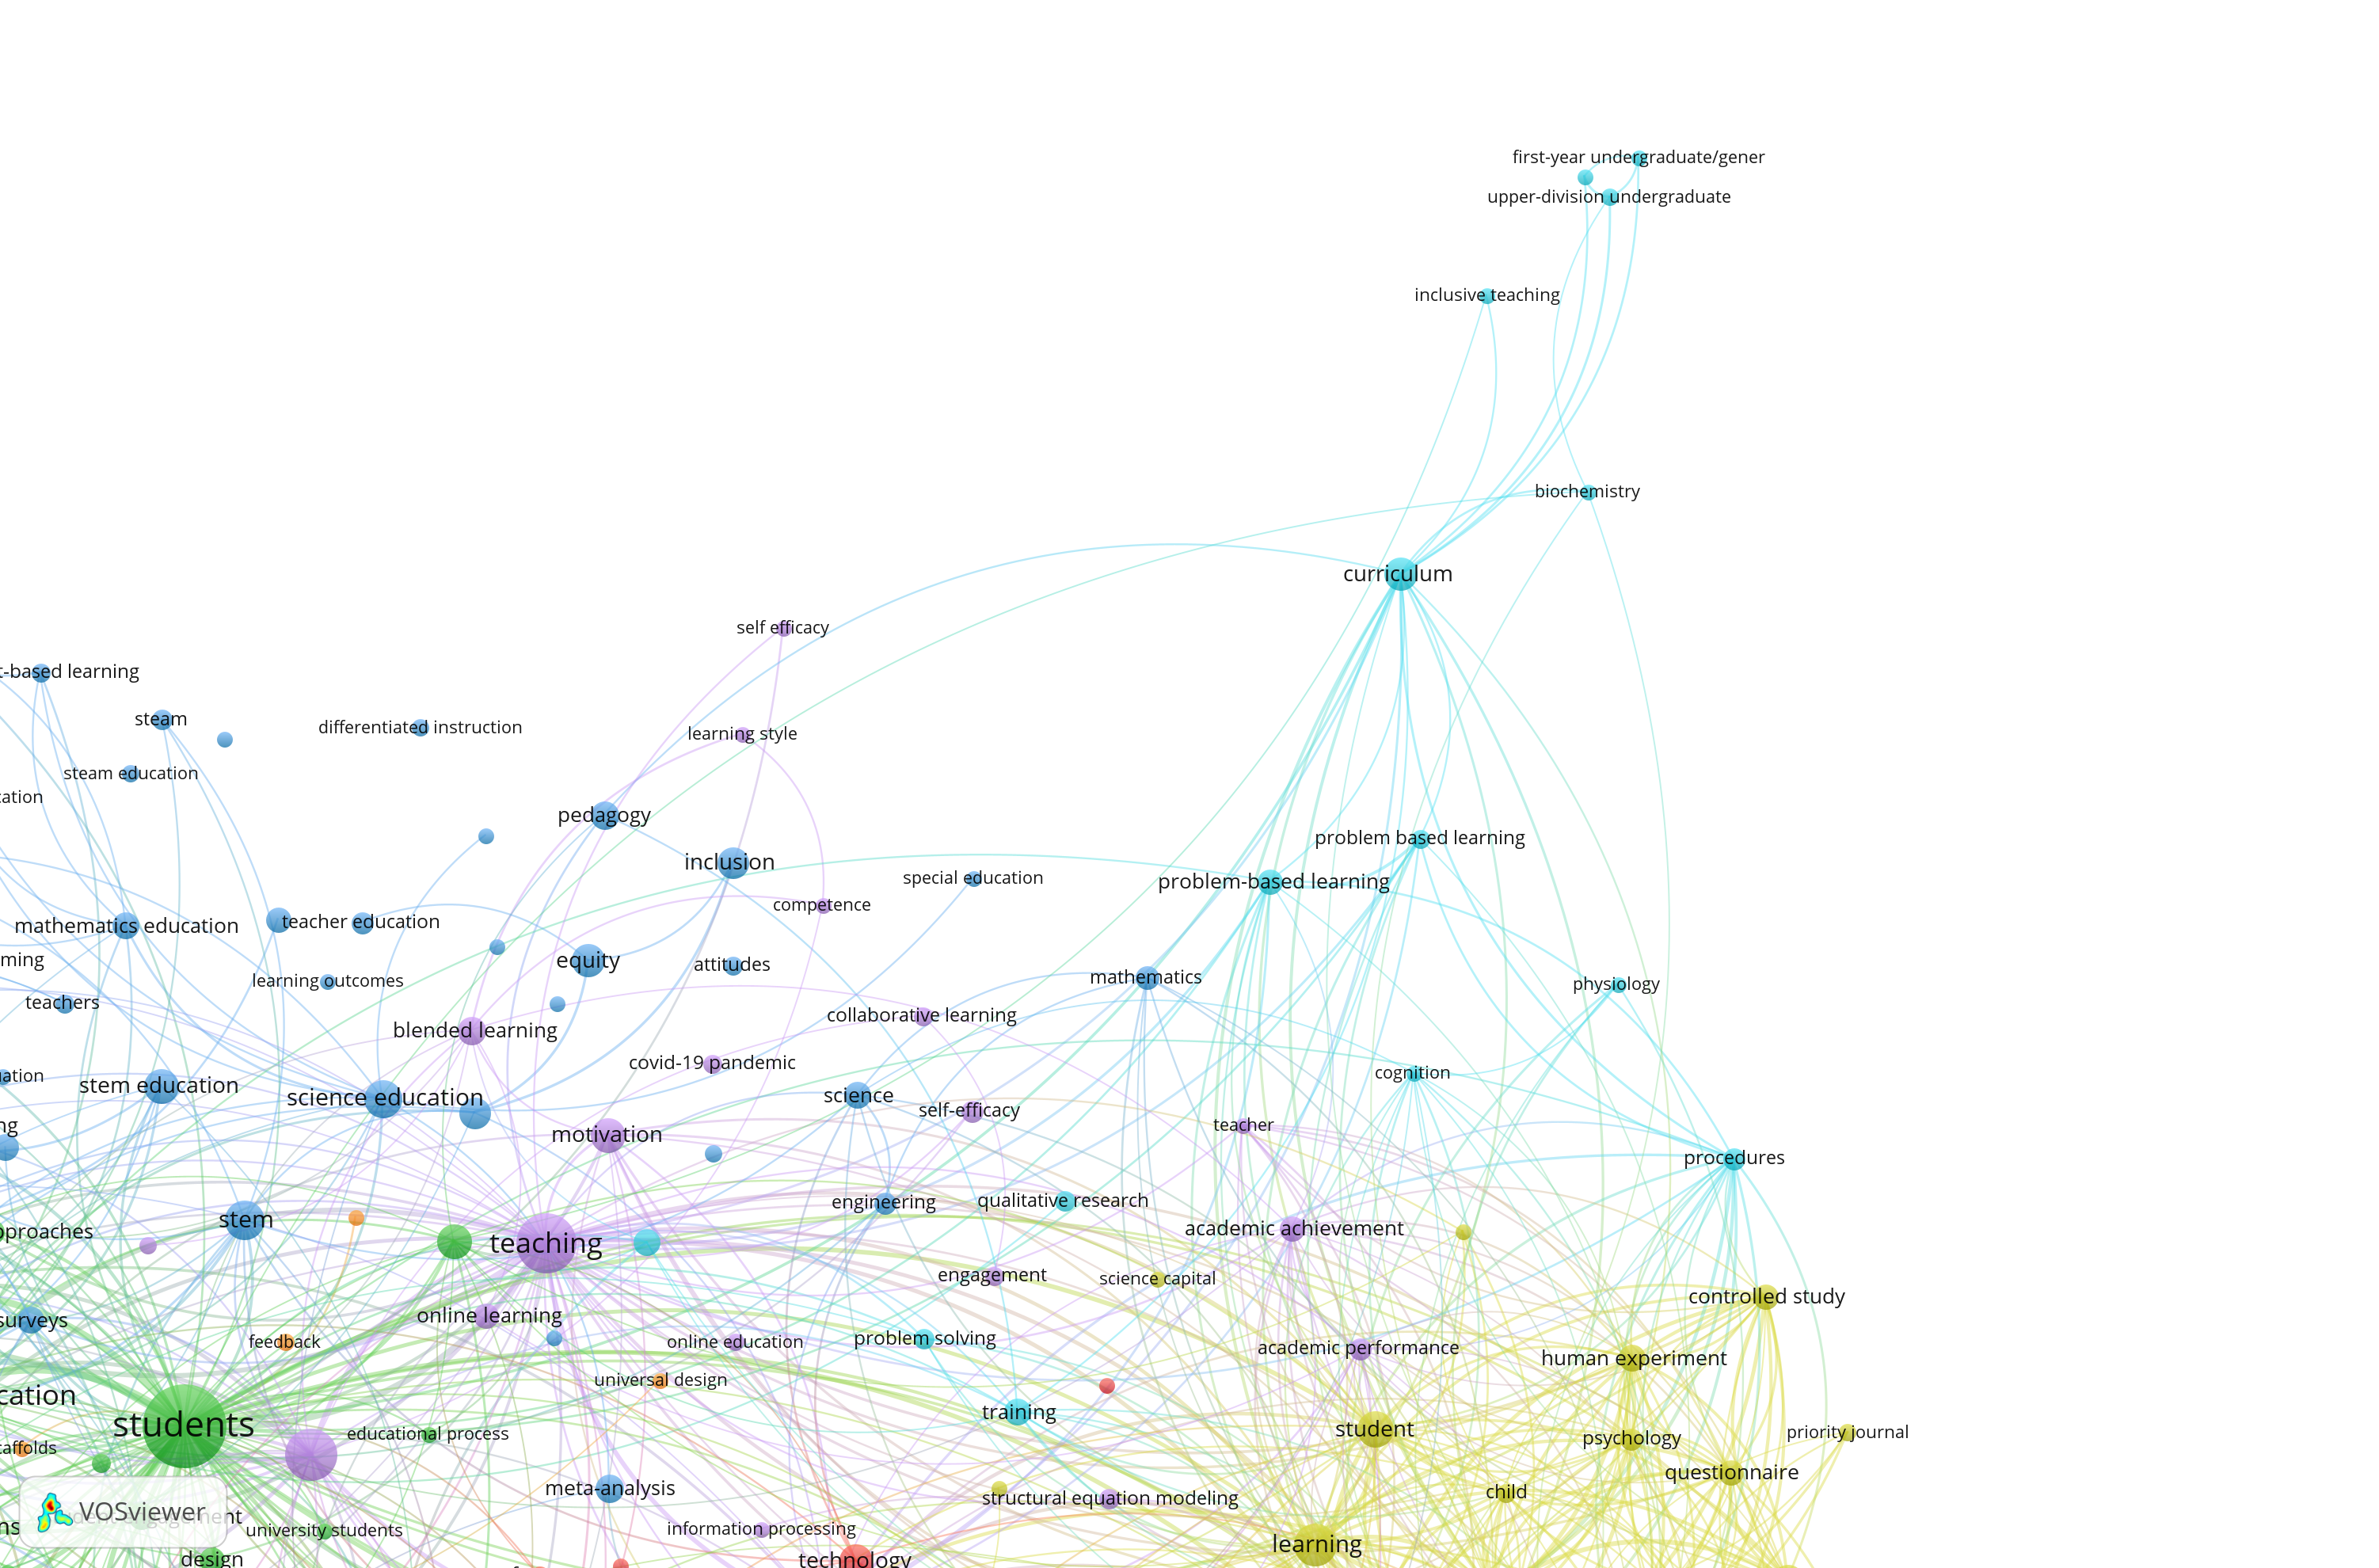 first-year undergraduate/gener
upper-division undergraduate
inclusive teaching
biochemistry
curriculum
self efficacy
t-based learning
steam
differentiated instruction
learning style
steam education
cation
pedagogy
problem based learning
inclusion
special education
problem-based learning
competence
mathematics education
teacher education
ming
equity
attitudes
mathematics
learning outcomes
physiology
teachers
collaborative learning
blended learning
covid-19 pandemic
cognition
ation
stem education
science education
science
self-efficacy
ng
motivation
teacher
procedures
engineering
qualitative research
stem
academic achievement
pproaches
teaching
engagement
science capital
controlled study
online learning
surveys
feedback
online education
problem solving
academic performance
human experiment
universal design
cation
students
training
student
educational process
priority journal
psychology
affolds
questionnaire
meta-analysis
child
structural equation modeling
VOSviewer
ns
dent engagement
university students
information processing
learning
design
technology